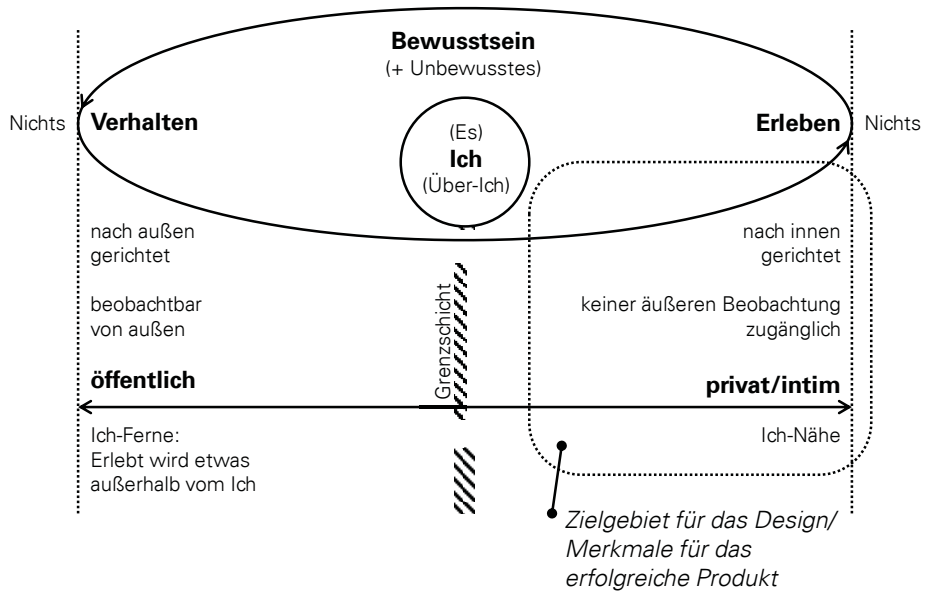 Bewusstsein
(+ Unbewusstes)
Nichts
Verhalten
(Es)
Ich
(Über-Ich)
Erleben
Nichts
nach außen
gerichtet
nach innen
gerichtet
beobachtbar
von außen
Grenzschicht
keiner äußeren Beobachtung
zugänglich
öffentlich
privat/intim
Ich-Ferne:
Erlebt wird etwas
außerhalb vom Ich
Ich-Nähe
Zielgebiet für das Design/
Merkmale für das
erfolgreiche Produkt